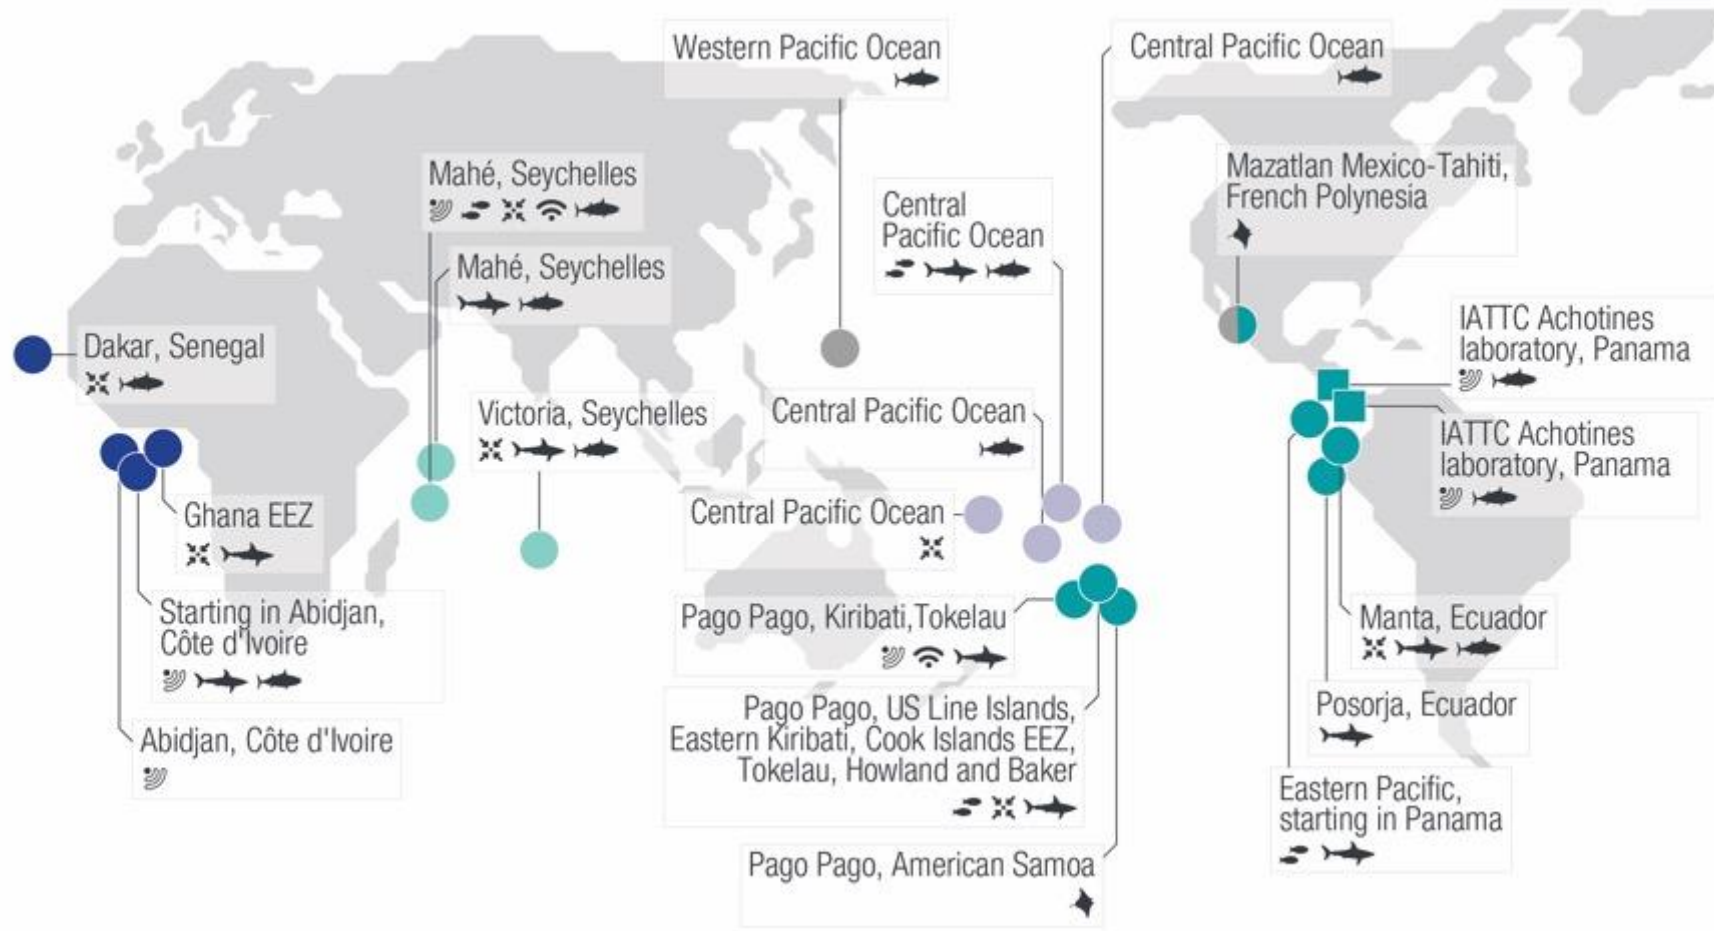 Western Pacific Ocean
Central Pacific Ocean
Mahé, Seychelles
Mazatlan Mexico-Tahiti,
French Polynesia
Central
Pacific Ocean
Mahé, Seychelles
Dakar, Senegal
IATTC Achotines
laboratory, Panama
Victoria, Seychelles
Central Pacific Ocean
IATTC Achotines
laboratory, Panama
Ghana EEZ
Central Pacific Ocean
Starting in Abidjan,
Côte d'Ivoire
Pago Pago, Kiribati,Tokelau
Manta, Ecuador
Abidjan, Côte d'Ivoire
Pago Pago, US Line Islands,
Eastern Kiribati, Cook Islands EEZ,
Tokelau, Howland and Baker
Posorja, Ecuador
Eastern Pacific,
starting in Panama
Pago Pago, American Samoa